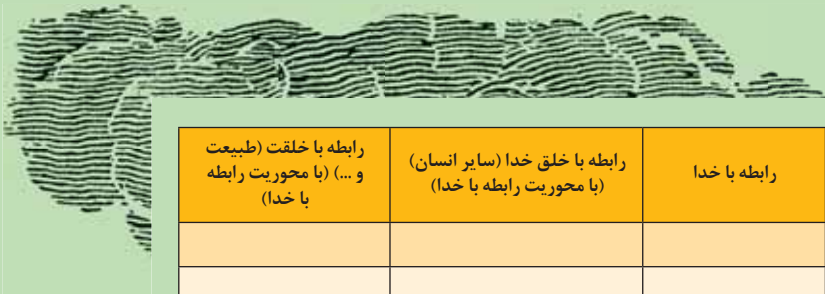 رابطه با خدا
رابطه با خلق خدا (سایر انسان)
(با محوریت رابطه با خدا)
رابطه با خلقت (طبیعت
و ...) (با محوریت رابطه
با خدا)